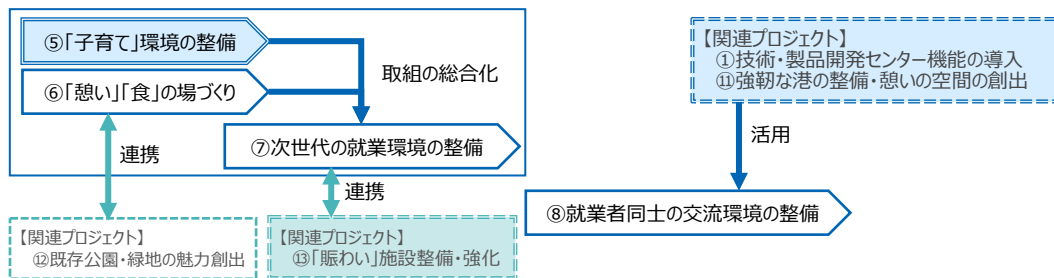 ⑤「子育て」環境の整備
⑥「憩い」「食」の場づくり
取組の総合化
⑦次世代の就業環境の整備
連携
連携
【関連プロジェクト】
⑫既存公園・緑地の魅力創出
【関連プロジェクト】
⑬「賑わい」施設整備・強化
【関連プロジェクト】
①技術・製品開発センター機能の導入
⑪強靭な港の整備・憩いの空間の創出
活用
⑧就業者同士の交流環境の整備